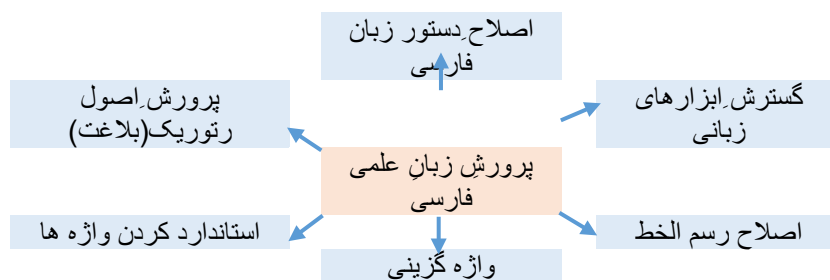 اصلاحِ دستور زبان
فارسی
گسترشِ ابزارهای
زبانی
پرورشِ اصول
رتوریک(بلاغت)
پرورشِ زبانِ علمی
فارسی
اصلاح رسم الخط
استاندارد کردن واژه ها
واژه گزینی